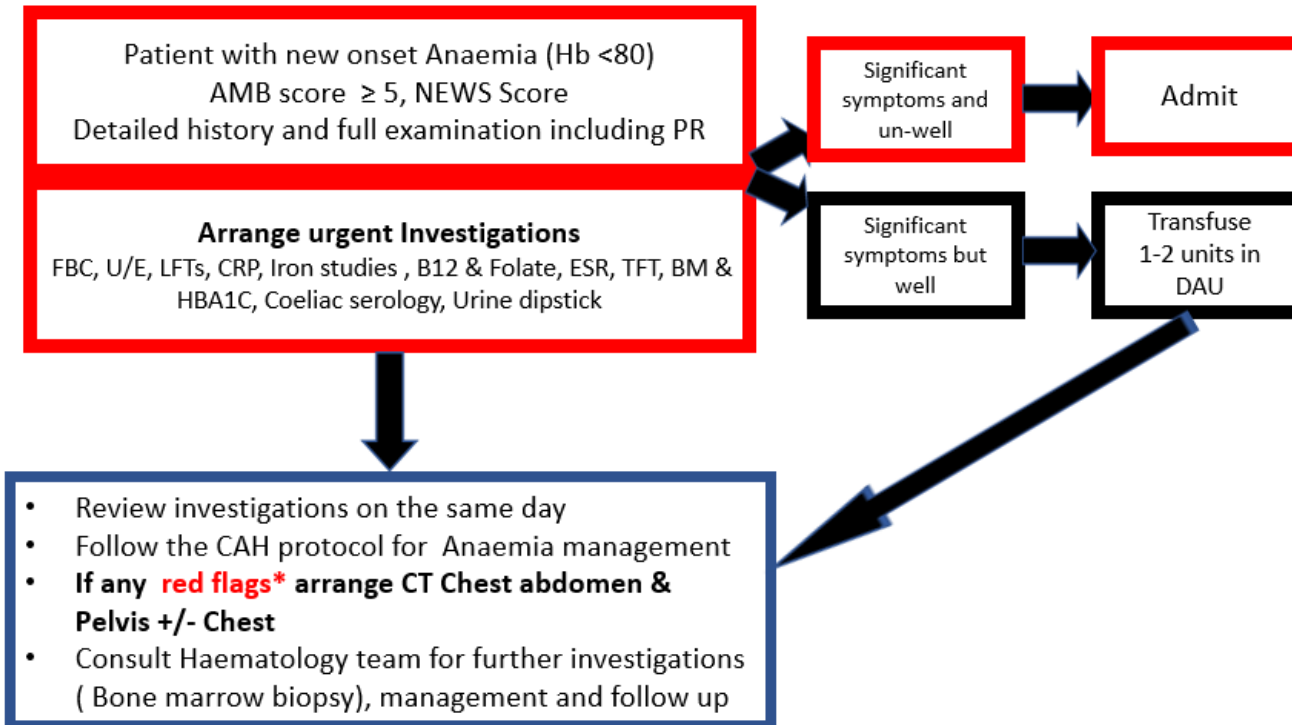 Patient with new onset Anaemia (Hb <80)
AMB score ≥ 5, NEWS Score
Detailed history and full examination including PR
Significant
symptoms and
un-well
Admit
Arrange urgent Investigations
FBC, U/E, LFTs, CRP, Iron studies , B12 & Folate, ESR, TFT, BM &
HBA1C, Coeliac serology, Urine dipstick
Significant
symptoms but
well
Transfuse
1-2 units in
DAU
• Review investigations on the same day
• Follow the CAH protocol for Anaemia management
• If any red flags* arrange CT Chest abdomen &
Pelvis +/- Chest
• Consult Haematology team for further investigations
( Bone marrow biopsy), management and follow up